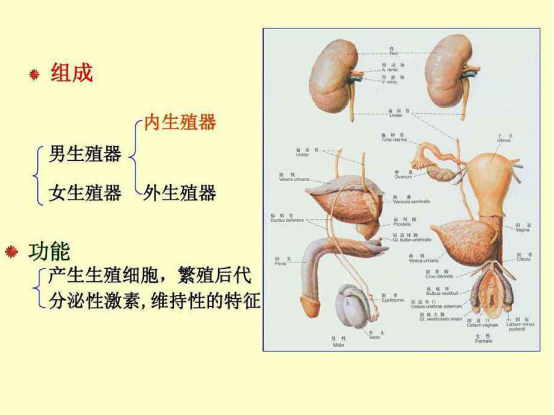 组成
内生殖器
男生殖器
女生殖器
外生殖器
功能
产生生殖细胞，繁殖后代
分泌性激素,维持性的特征
肾
Ren
A. renis
V. renis
输尿管
Ureter
输卵管
Tuba uterina
子宫
Uterus
输尿管
Ureter
卵巢
Ovarium
膀胱
Vesica urinaria
精囊
Vesicula seminalis
输精管
Ductus deferens
前列腺
Prostata
尿道球腺
Gl. bulbo-urethralis
阴道
Vagina
膀胱
Vesica urinaria
阴茎
Penis
阴蒂
Clitoris
阴蒂脚
Crus clitoridis
前庭球
Bulbus vestibuli
附睾
Epididymis
尿道外口
Ostium urethrae externum
前庭大腺
Gl. vestibularis major
睾丸
Testis
阴道口
Ostium vaginae
小阴唇
Labium minus pudendi
男性
Male
女性
Female